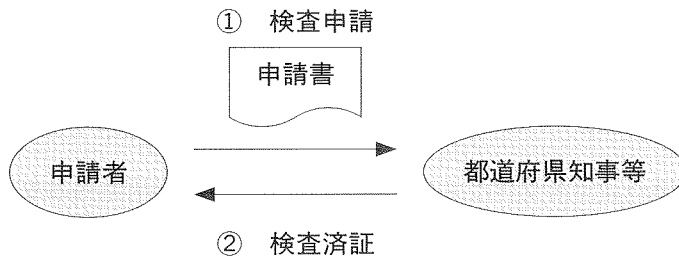 ① 検査申請
申請書
申請者
都道府県知事等
② 検査済証